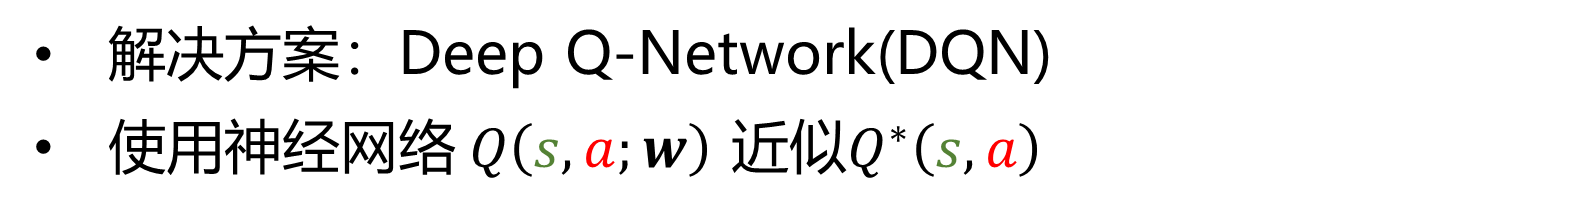 • 解决方案：Deep Q-Network(DQN)
• 使用神经网络 Q(s,a;w) 近似Q*(s,a)